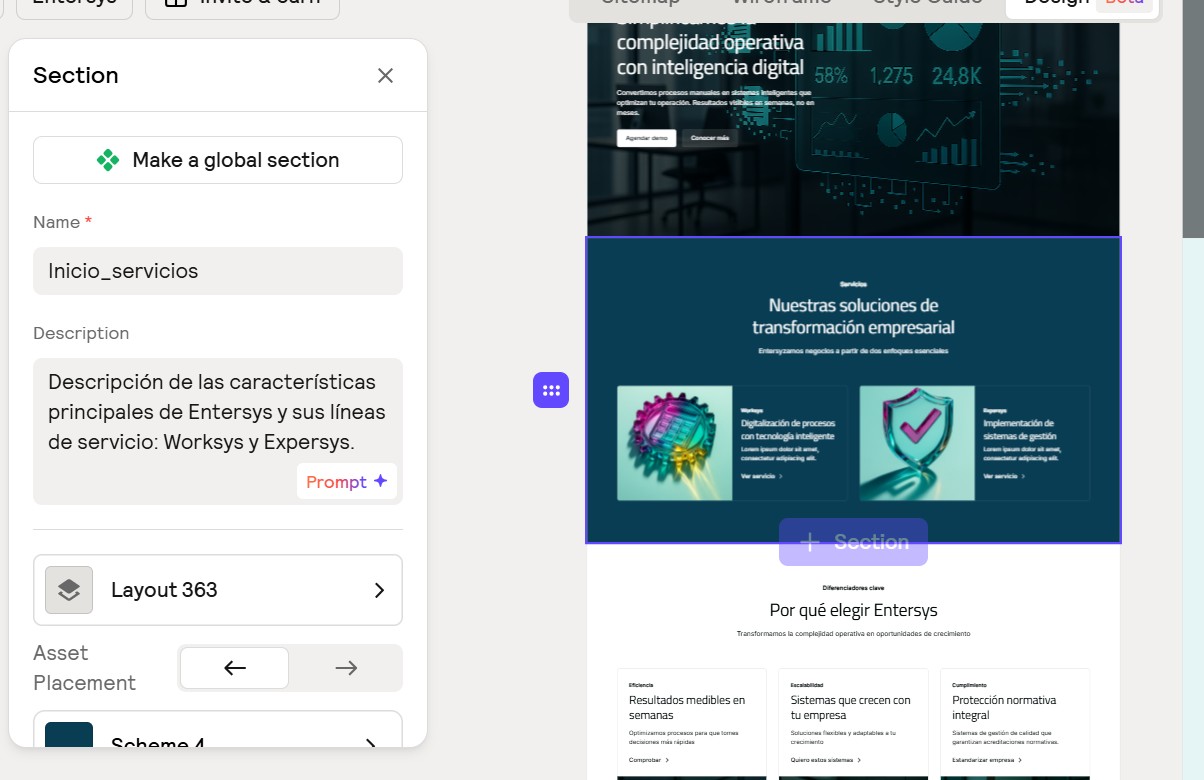 Entersys
Invite & earn
Sitemap
Wireframe
Style Guide
Design
Beta
Section
Make a global section
Name *
Inicio_servicios
Description
Descripción de las características
principales de Entersys y sus líneas
de servicio: Worksys y Expersys
Prompt
Layout 363
Asset
Placement
Simplificamos la
complejidad operativa
con inteligencia digital
58%
1,275
24,8K
Convertimos procesos manuales en sistemas inteligentes que
optimizan tu operación. Resultados visibles en semanas, no en
meses.
Agendar demo
Conocer más
Servicios
Nuestras soluciones de
transformación empresarial
Entersyzamos negocios a partir de dos enfoques esenciales
Worksys
Digitalización de procesos
con tecnología inteligente
Lorem ipsum dolor sit amet,
consectetur adipiscing elit.
Ver servicio
Expersys
Implementación de
sistemas de gestión
Lorem ipsum dolor sit amet,
consectetur adipiscing elit.
Ver servicio
Section
Diferenciadores clave
Por qué elegir Entersys
Transformamos la complejidad operativa en oportunidades de crecimiento
Eficiencia
Resultados medibles en
semanas
Optimizamos procesos para que tomes
decisiones más rápidas
Comprobar
Escalabilidad
Sistemas que crecen con
tu empresa
Soluciones flexibles y adaptables a tu
crecimiento
Quiero estos sistemas
Cumplimiento
Protección normativa
integral
Sistemas de gestión de calidad que
garantizan acreditaciones normativas.
Estandarizar empresa